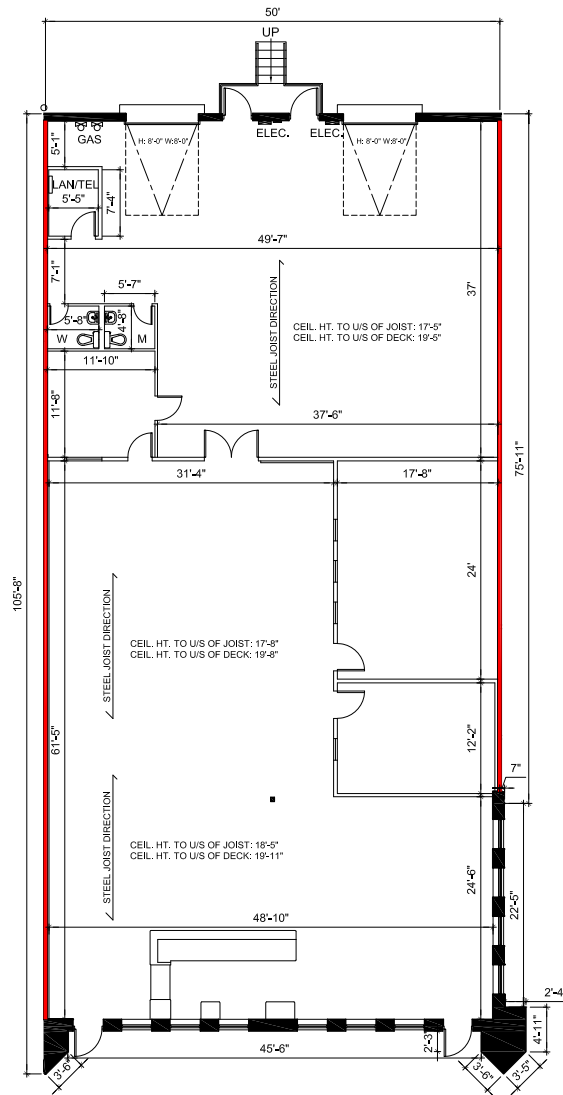 50'
UP
GAS
ELEC.
ELEC.
H: 8'-0" W:8'-0"
H: 8'-0" W:8'-0"
5'-1"
LAN/TEL
5'-5"
7'-4"
49'-7"
7'-1"
37'
5'-7"
5'-8"
4'-8"
W
M
STEEL JOIST DIRECTION
CEIL. HT. TO U/S OF JOIST: 17'-5"
CEIL. HT. TO U/S OF DECK: 19'-5"
11'-10"
11'-8"
37'-6"
31'-4"
17'-8"
75'-11"
105'-8"
24'
STEEL JOIST DIRECTION
CEIL. HT. TO U/S OF JOIST: 17'-8"
CEIL. HT. TO U/S OF DECK: 19'-8"
61'-5"
12'-2"
7"
STEEL JOIST DIRECTION
CEIL. HT. TO U/S OF JOIST: 18'-5"
CEIL. HT. TO U/S OF DECK: 19'-11"
24'-6"
22'-5"
48'-10"
2'-4
4'-11"
2'-3"
45'-6"
3'-6"
3'-6"
3'-5"